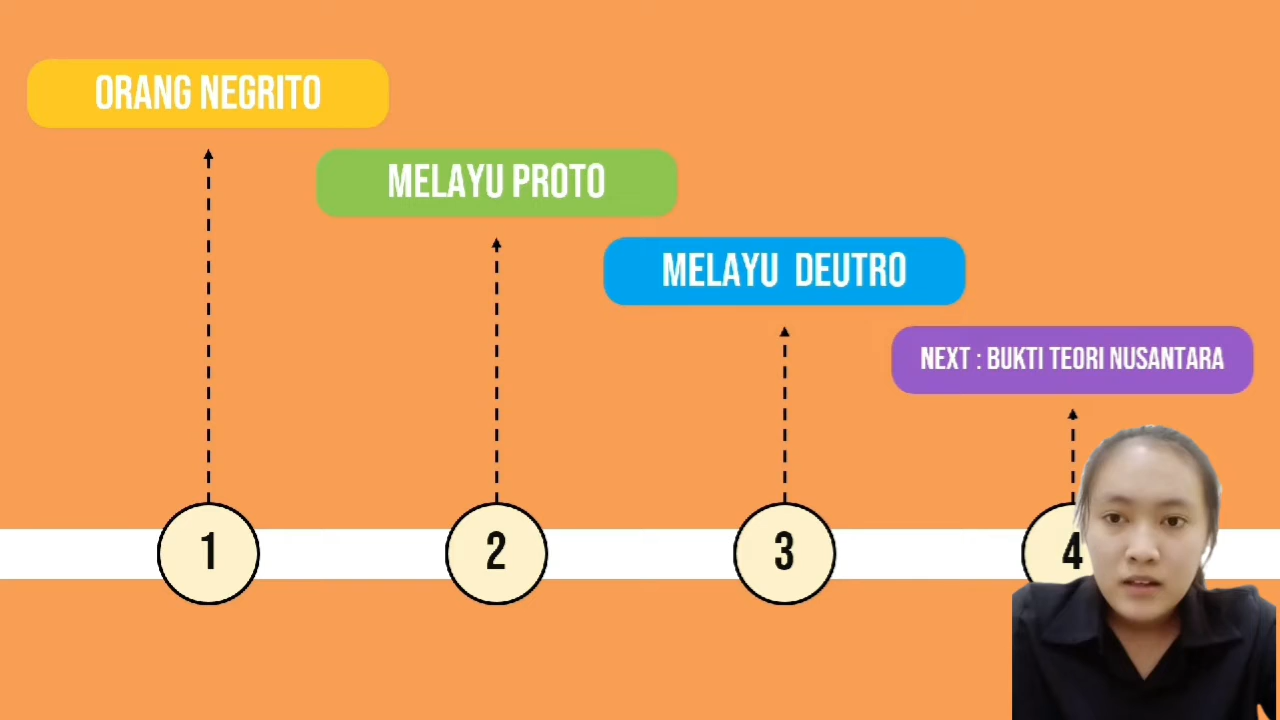 ORANG NEGRITO
MELAYU PROTO
MELAYU DEUTRO
NEXT : BUKTI TEORI NUSANTARA
1
2
3
4